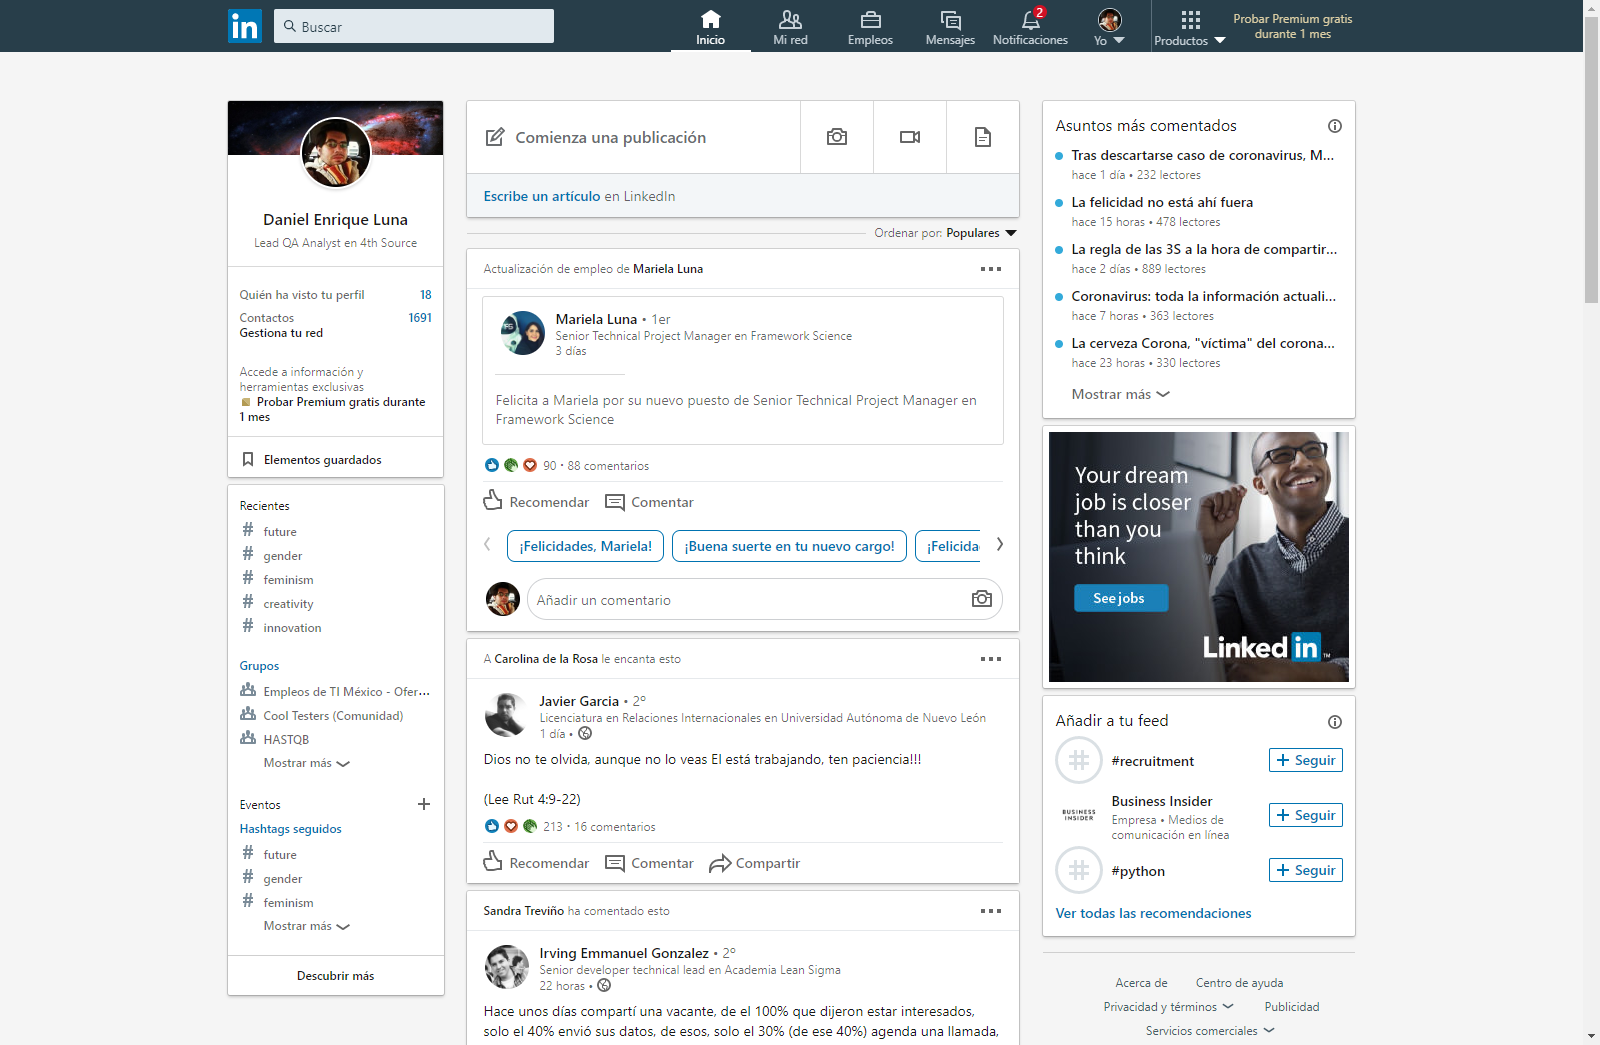 in
Buscar
Inicio
Mi red
Empleos
Mensajes
2
Notificaciones
Yo
Productos
Probar Premium gratis
durante 1 mes
Daniel Enrique Luna
Lead QA Analyst en 4th Source
Quién ha visto tu perfil 18
Contactos 1691
Gestiona tu red
Accede a información y
herramientas exclusivas
Probar Premium gratis durante
1 mes
Elementos guardados
Recientes
# future
# gender
# feminism
# creativity
# innovation
Grupos
Empleos de TI México - Ofer...
Cool Testers (Comunidad)
HASTQB
Mostrar más
Eventos +
Hashtags seguidos
# future
# gender
# feminism
Mostrar más
Descubrir más
Comienza una publicación
Escribe un artículo en LinkedIn
Ordenar por: Populares
Actualización de empleo de Mariela Luna
Mariela Luna • 1er
Senior Technical Project Manager en Framework Science
3 días
Felicita a Mariela por su nuevo puesto de Senior Technical Project Manager en
Framework Science
90 • 88 comentarios
Recomendar Comentar
¡Felicidades, Mariela! ¡Buena suerte en tu nuevo cargo! ¡Felicida
Añadir un comentario
A Carolina de la Rosa le encanta esto
Javier Garcia • 2º
Licenciatura en Relaciones Internacionales en Universidad Autónoma de Nuevo León
1 día •
Dios no te olvida, aunque no lo veas El está trabajando, ten paciencia!!!
(Lee Rut 4:9-22)
213 • 16 comentarios
Recomendar Comentar Compartir
Sandra Treviño ha comentado esto
Irving Emmanuel Gonzalez • 2º
Senior developer technical lead en Academia Lean Sigma
22 horas •
Hace unos días compartí una vacante, de el 100% que dijeron estar interesados,
solo el 40% envió sus datos, de esos, solo el 30% (de ese 40%) agenda una llamada,
Asuntos más comentados
Tras descartarse caso de coronavirus, M...
hace 1 día • 232 lectores
La felicidad no está ahí fuera
hace 15 horas • 478 lectores
La regla de las 3S a la hora de compartir...
hace 2 días • 889 lectores
Coronavirus: toda la información actuali...
hace 7 horas • 363 lectores
La cerveza Corona, "víctima" del corona...
hace 23 horas • 330 lectores
Mostrar más
Your dream
job is closer
than you
think
See jobs
Linked in ™
Añadir a tu feed
#recruitment + Seguir
BUSINESS
INSIDER
Business Insider
Empresa • Medios de
comunicación en línea
+ Seguir
#python + Seguir
Ver todas las recomendaciones
Acerca de Centro de ayuda
Privacidad y términos Publicidad
Servicios comerciales